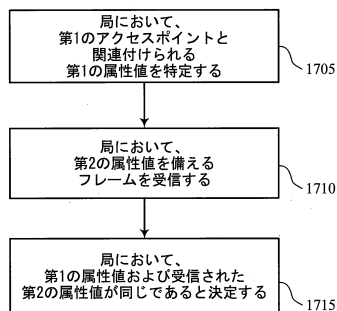 局において、
第1のアクセスポイントと
関連付けられる
第1の属性値を特定する
1705
局において、
第2の属性値を備える
フレームを受信する
1710
局において、
第1の属性値および受信された
第2の属性値が同じであると決定する
1715